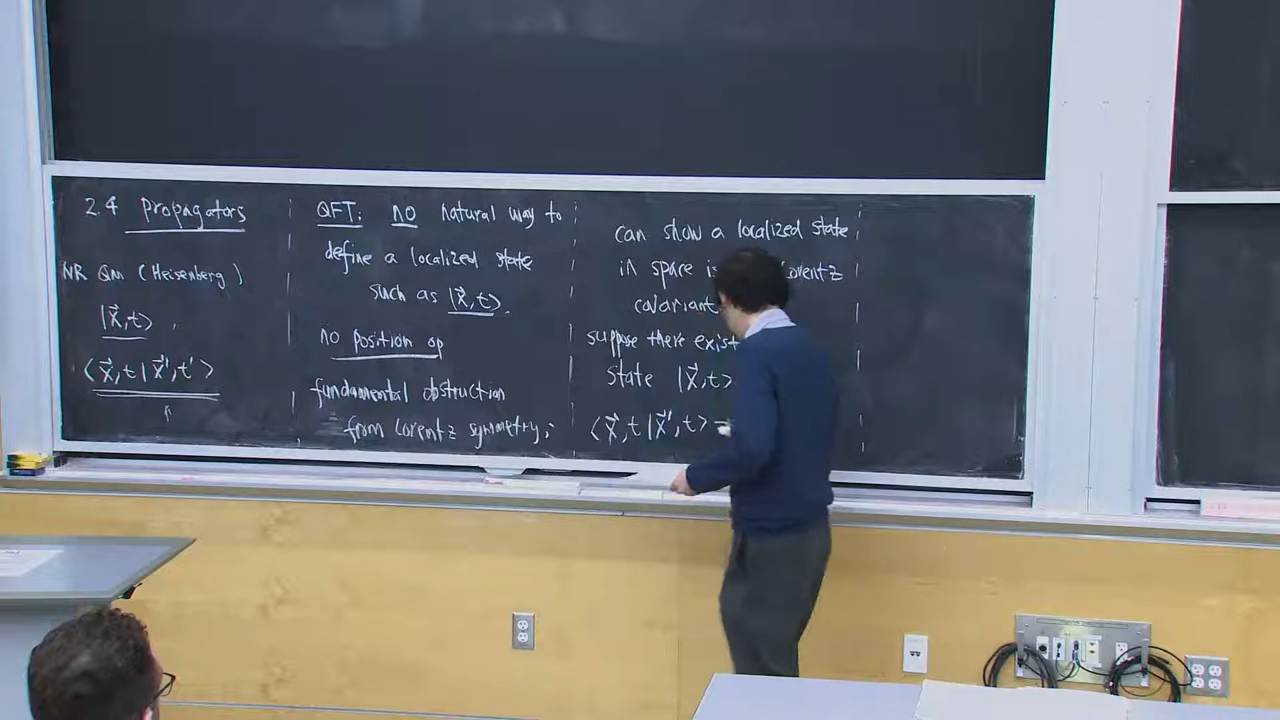 2.4 Propagators
NR QM (Heisenberg)
|x⃗,t⟩,
⟨x⃗,t|x⃗',t'⟩
QFT: no natural way to
define a localized state
such as |x⃗,t⟩.
no position op
fundamental obstruction
from Lorentz symmetry:
can show a localized state
in space is Lorentz
covariant
suppose there exist
state |x⃗,t⟩
⟨x⃗,t|x⃗',t⟩ =